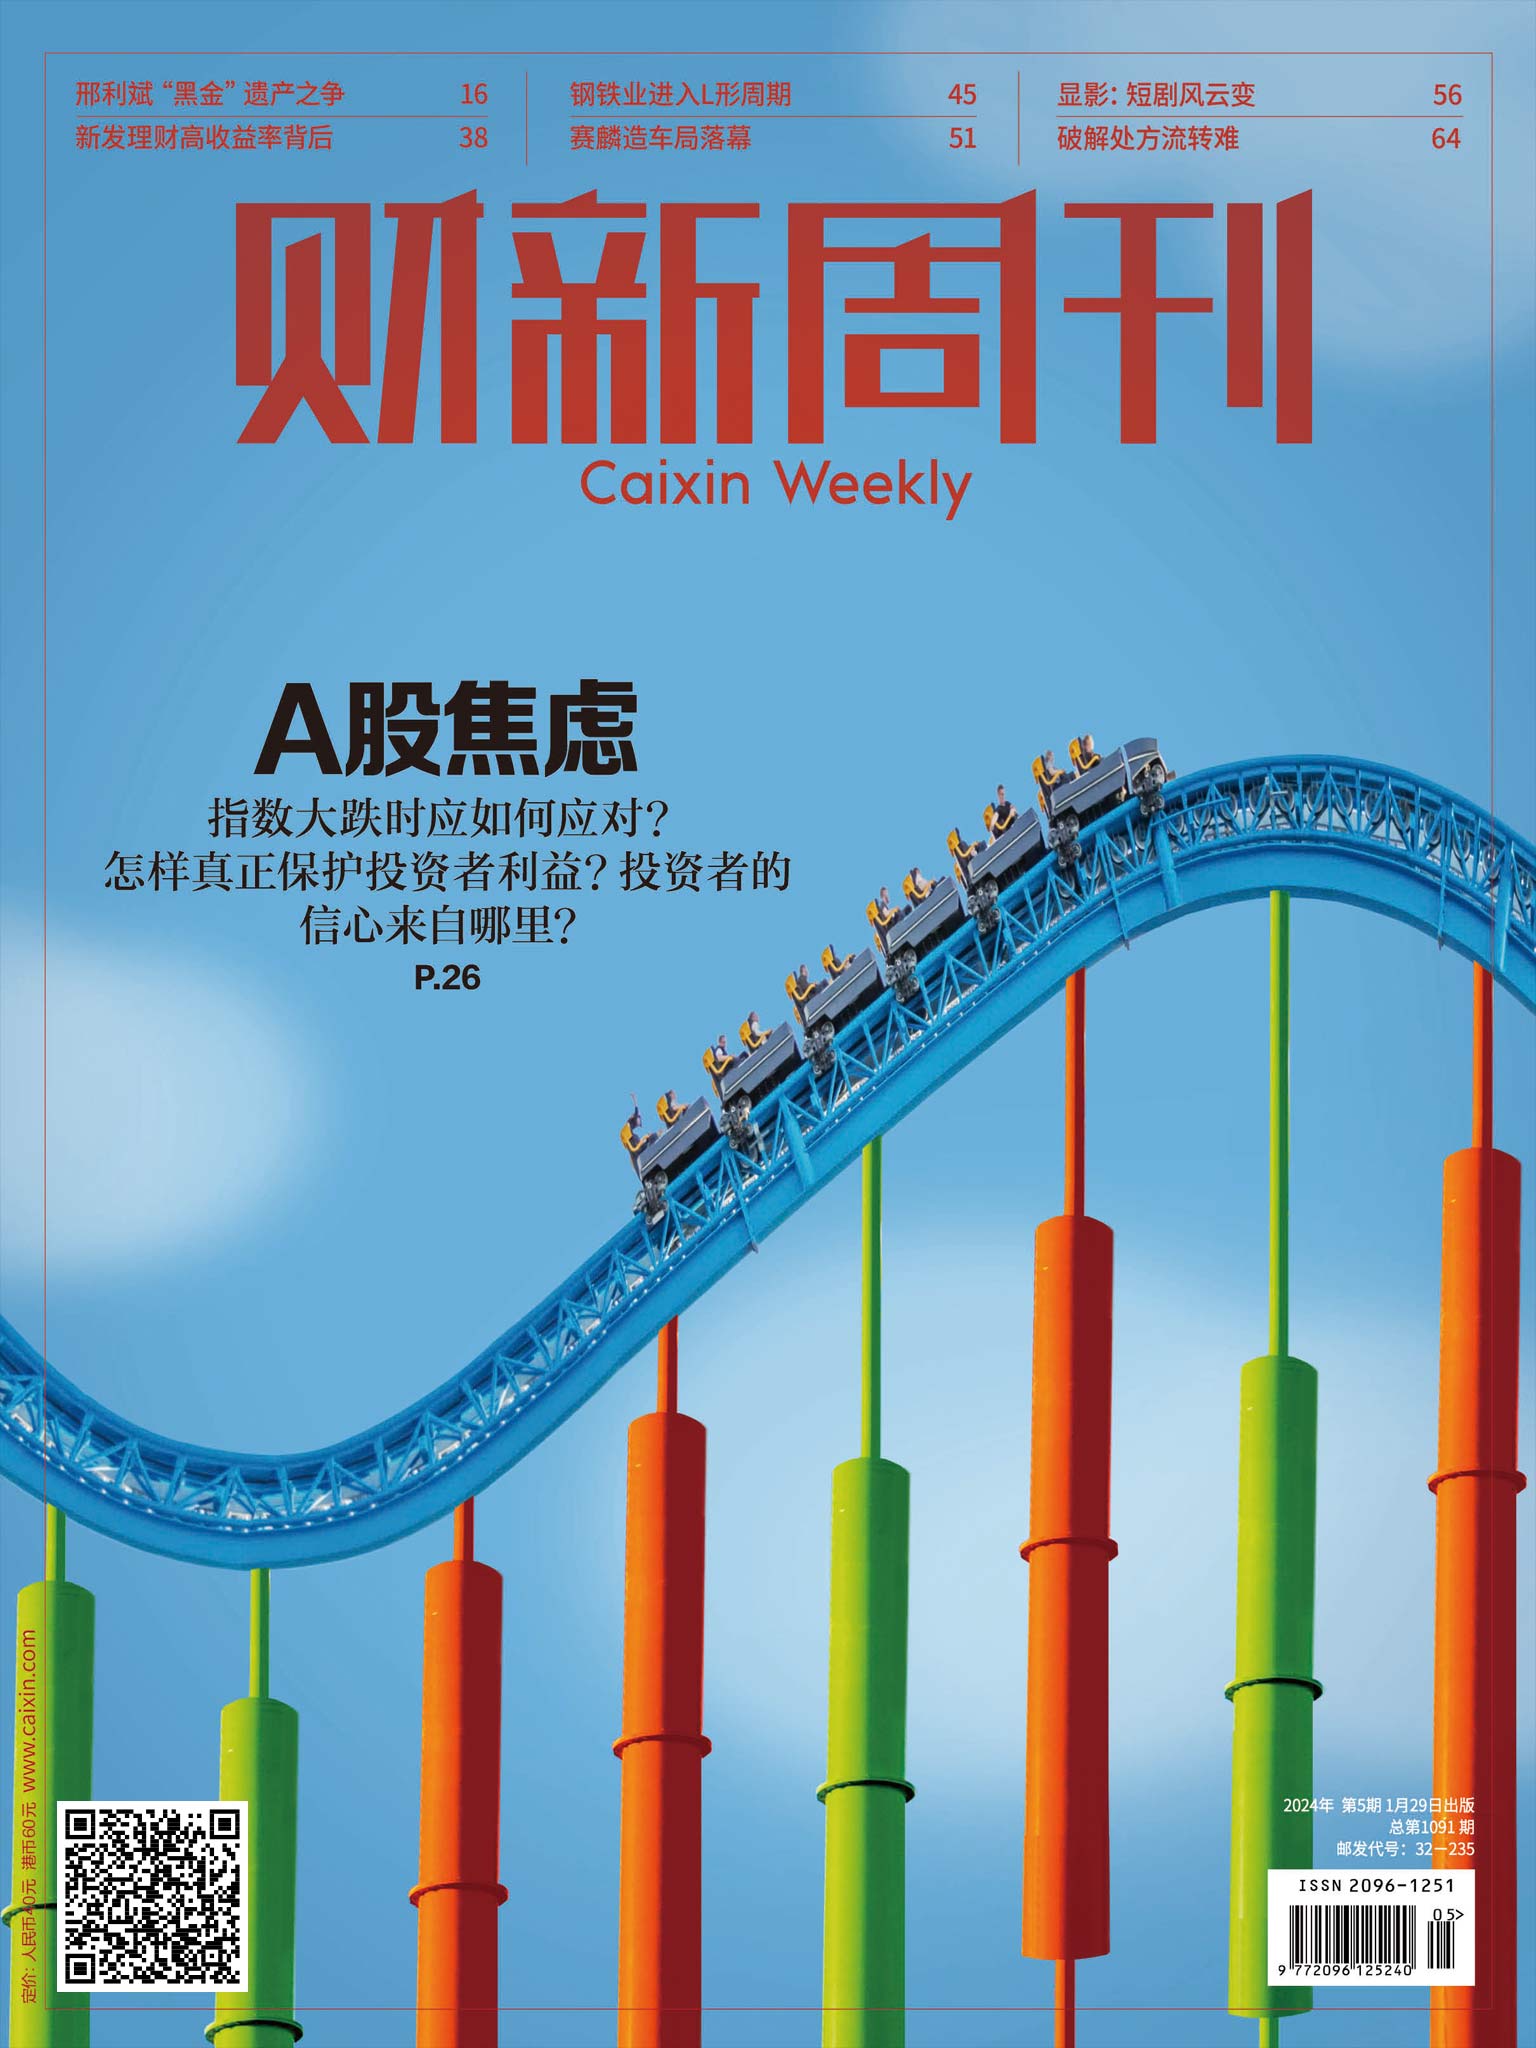 邢利斌“黑金”遗产之争 16
新发理财高收益率背后 38
钢铁业进入L形周期 45
赛麟造车局落幕 51
显影：短剧风云变 56
破解处方流转难 64
财新周刊
Caixin Weekly
A股焦虑
指数大跌时应如何应对？
怎样真正保护投资者利益？投资者的
信心来自哪里？
P.26
定价：人民币40元 港币60元 www.caixin.com
2024年 第5期 1月29日出版
总第1091期
邮发代号：32－235
ISSN 2096-1251
05>
9 772096 125240